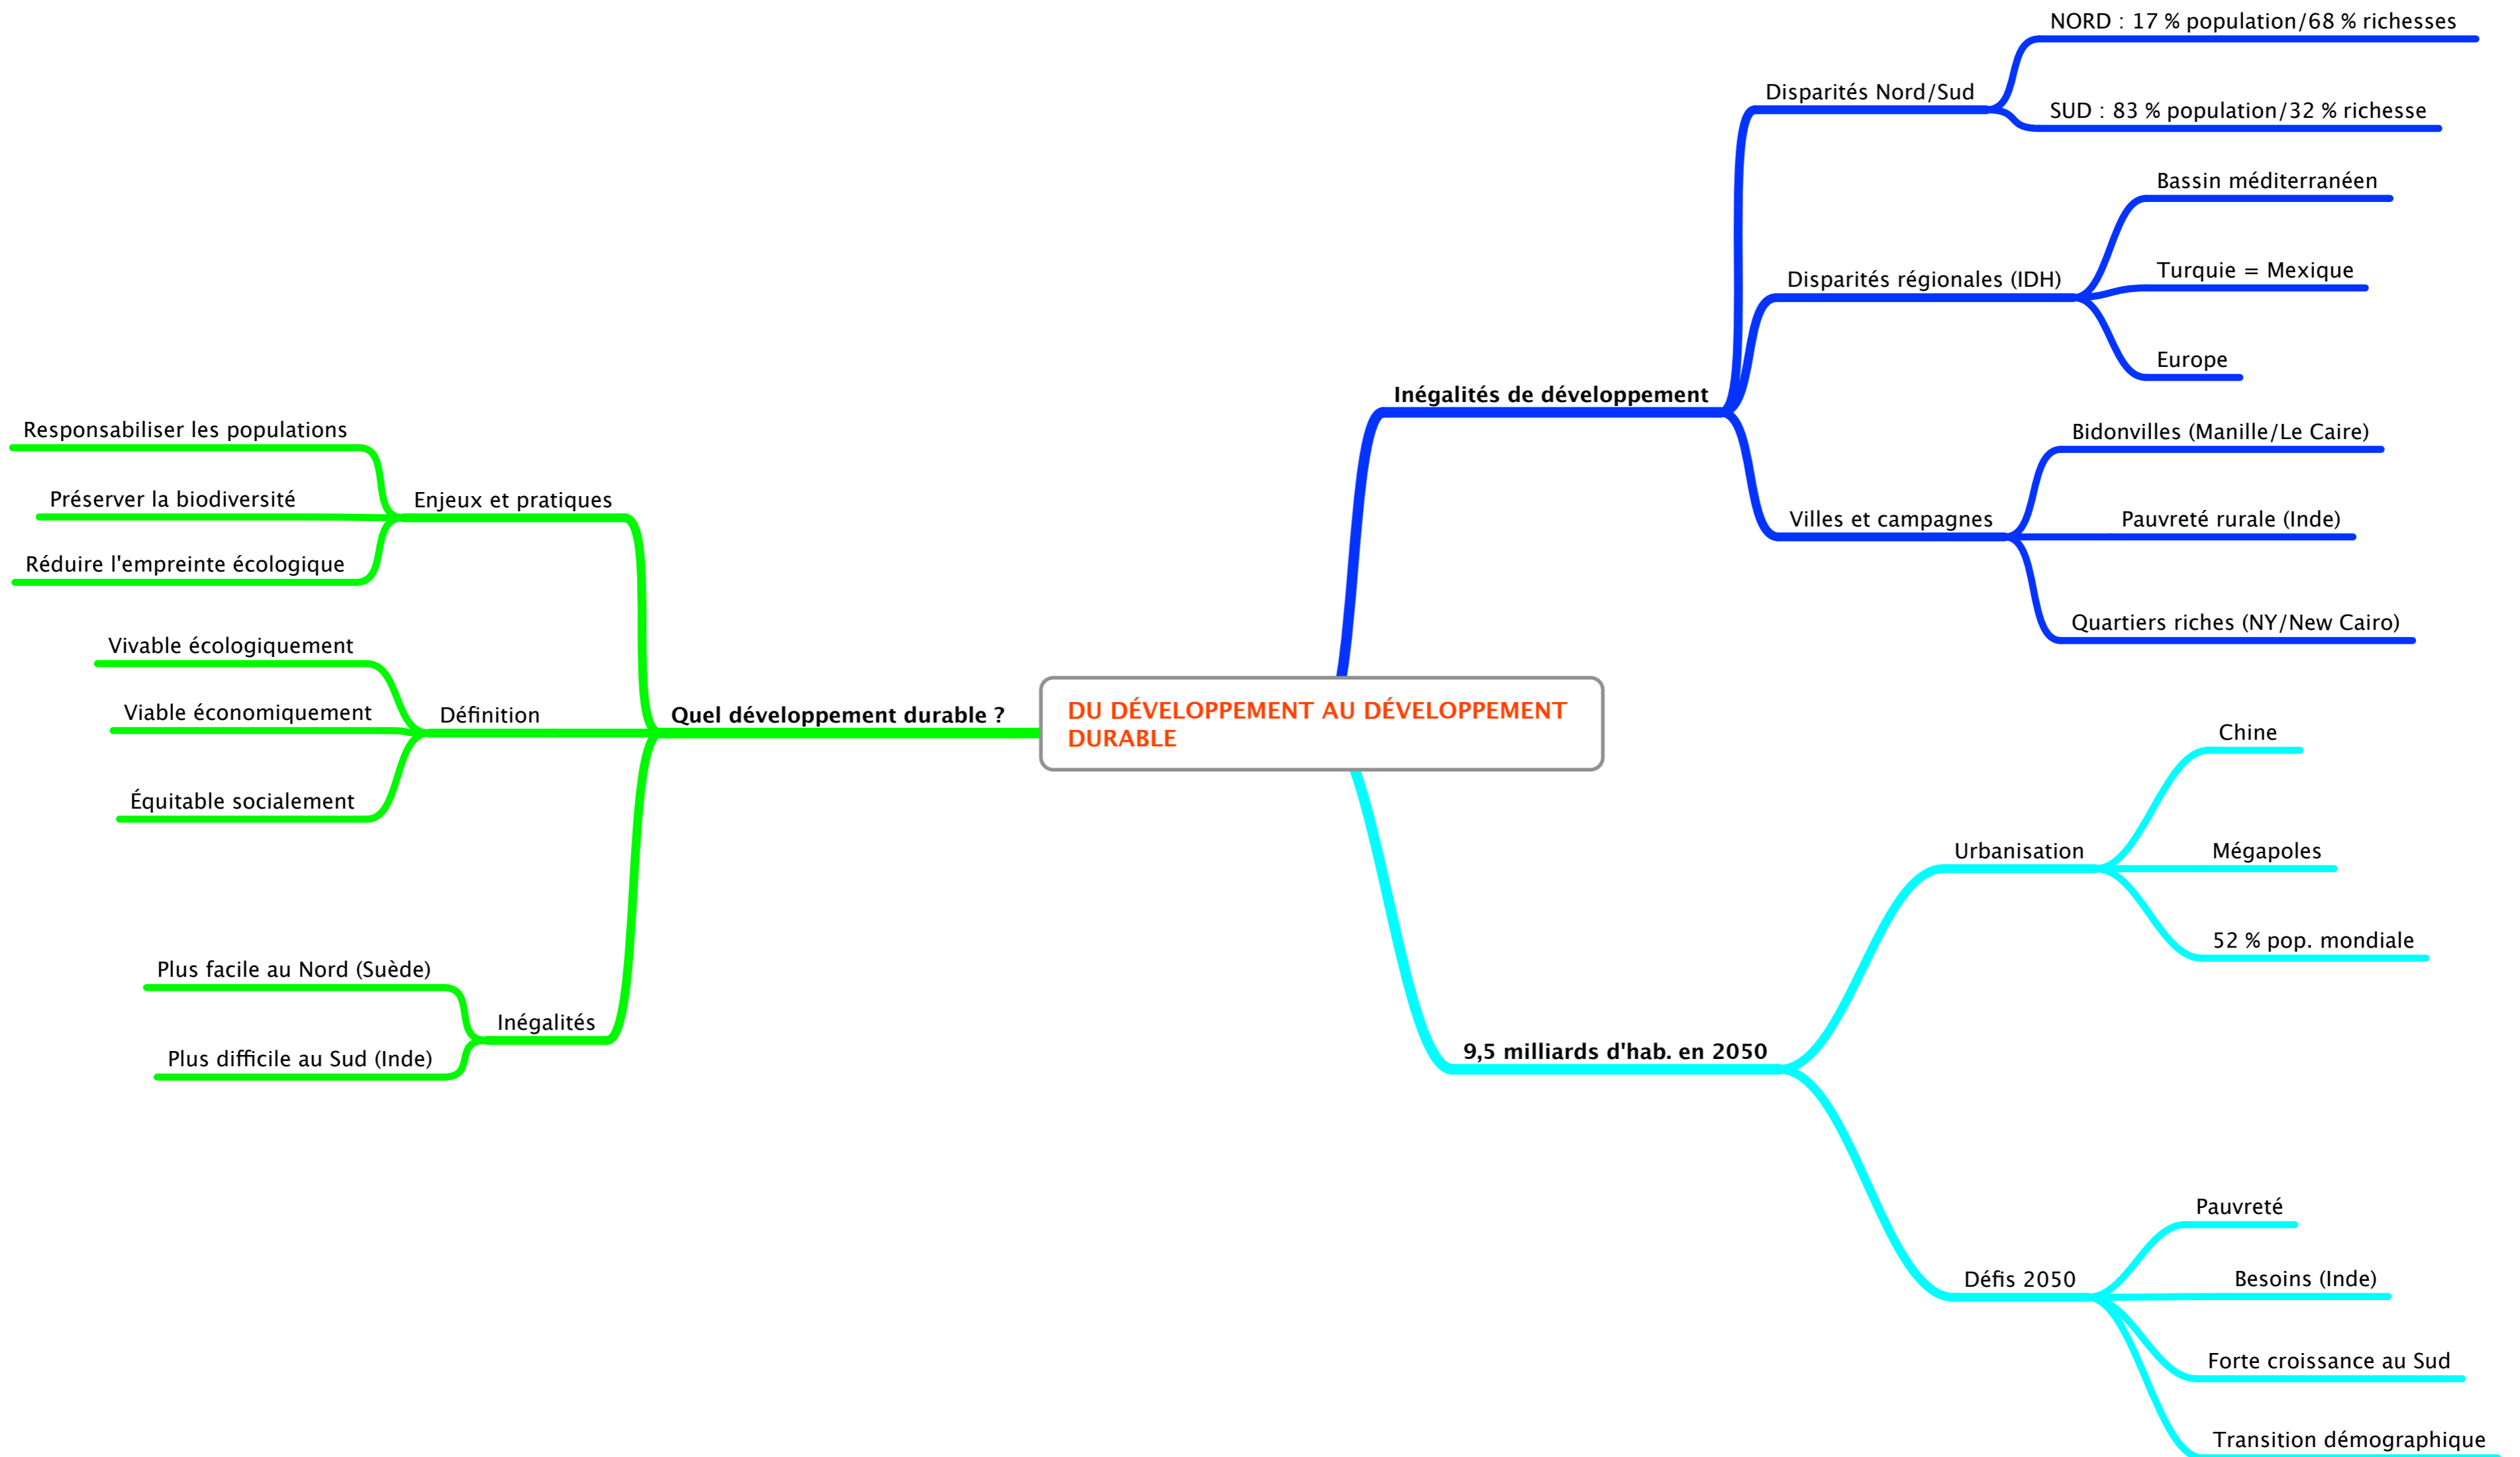 DU DÉVELOPPEMENT AU DÉVELOPPEMENT
DURABLE
Inégalités de développement
Disparités Nord/Sud
NORD : 17 % population/68 % richesses
SUD : 83 % population/32 % richesse
Disparités régionales (IDH)
Bassin méditerranéen
Turquie = Mexique
Europe
Villes et campagnes
Bidonvilles (Manille/Le Caire)
Pauvreté rurale (Inde)
Quartiers riches (NY/New Cairo)
9,5 milliards d'hab. en 2050
Urbanisation
Chine
Mégapoles
52 % pop. mondiale
Défis 2050
Pauvreté
Besoins (Inde)
Forte croissance au Sud
Transition démographique
Quel développement durable ?
Enjeux et pratiques
Responsabiliser les populations
Préserver la biodiversité
Réduire l'empreinte écologique
Définition
Vivable écologiquement
Viable économiquement
Équitable socialement
Inégalités
Plus facile au Nord (Suède)
Plus difficile au Sud (Inde)